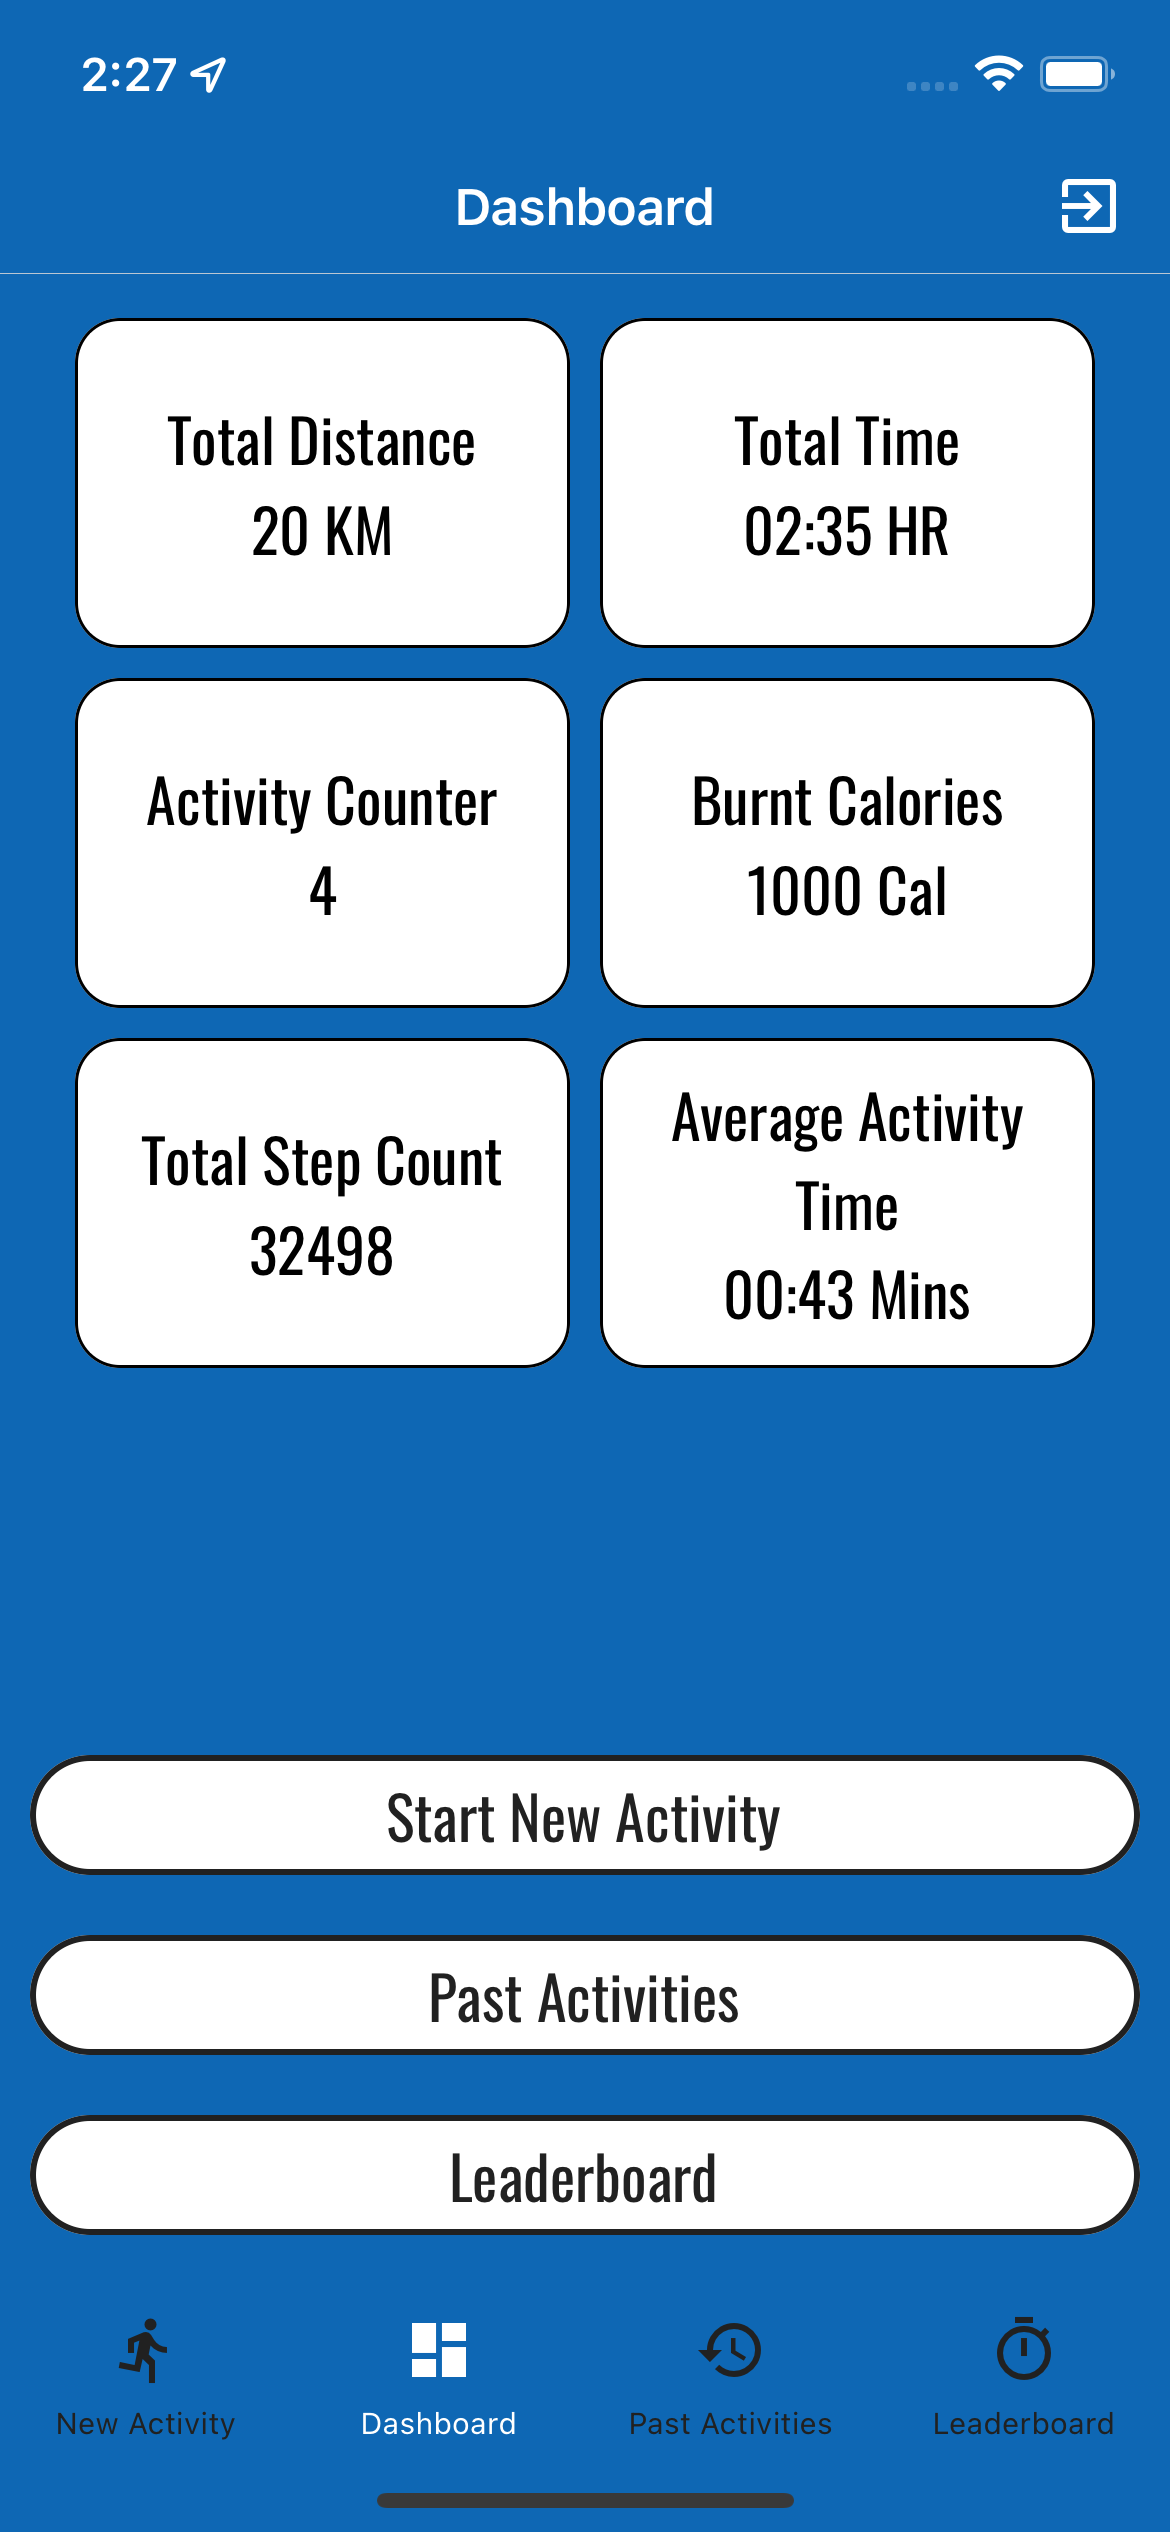 2:27
Dashboard
Total Distance
20 KM
Total Time
02:35 HR
Activity Counter
4
Burnt Calories
1000 Cal
Total Step Count
32498
Average Activity
Time
00:43 Mins
Start New Activity
Past Activities
Leaderboard
New Activity
Dashboard
Past Activities
Leaderboard